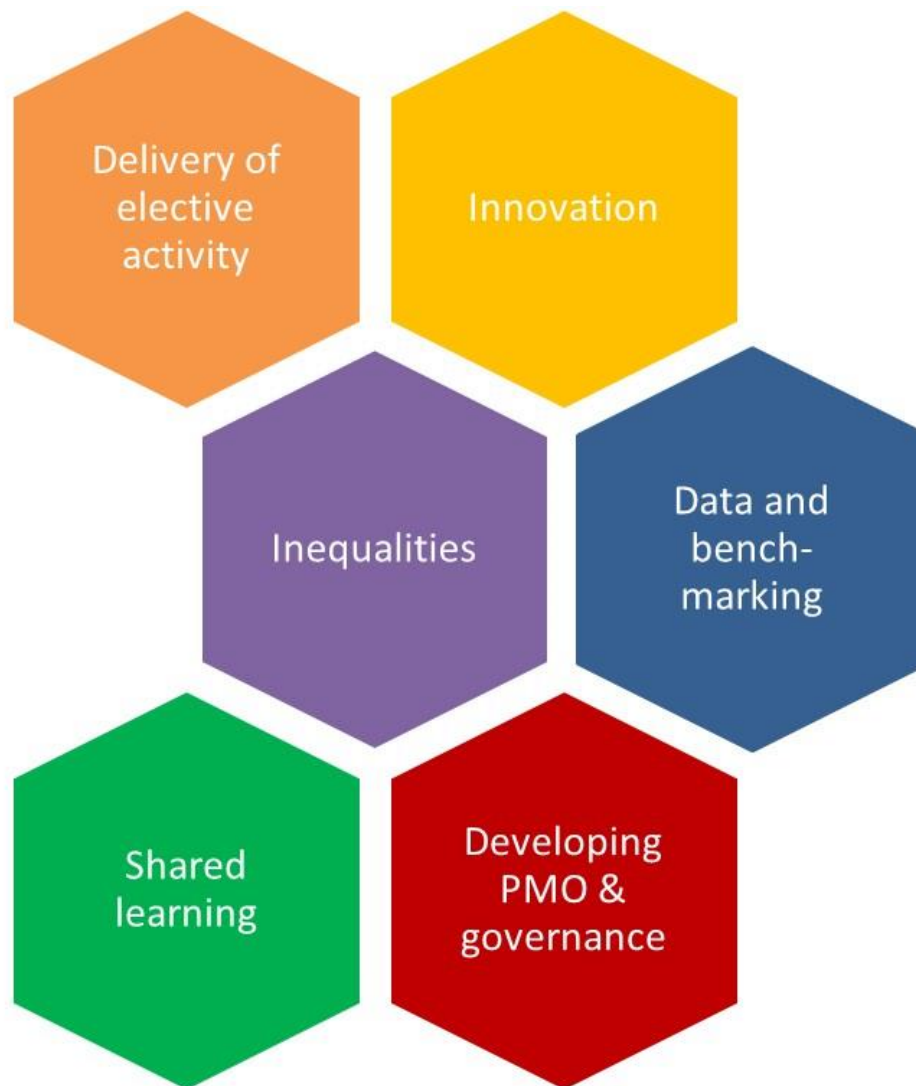 Delivery of
elective
activity
Innovation
Inequalities
Data and
bench-
marking
Shared
learning
Developing
PMO &
governance